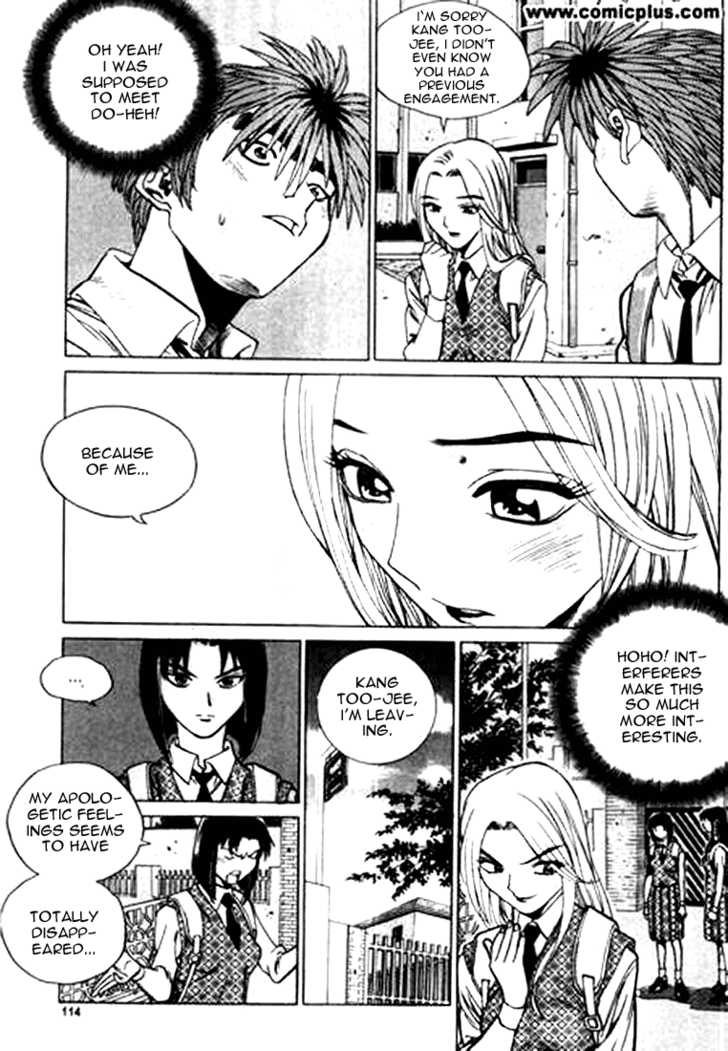 www.comicplus.com
OH YEAH!
I WAS
SUPPOSED
TO MEET
DO-HEH!
I'M SORRY
KANG TOO-
JEE, I DIDN'T
EVEN KNOW
YOU HAD A
PREVIOUS
ENGAGEMENT.
BECAUSE
OF ME...
...
MY APOLO-
GETIC FEEL-
INGS SEEMS
TO HAVE
TOTALLY
DISAPP-
EARED...
KANG
TOO-JEE,
I'M LEAV-
ING.
HOHO! INT-
ERFERERS
MAKE THIS
SO MUCH
MORE INT-
ERESTING.
114